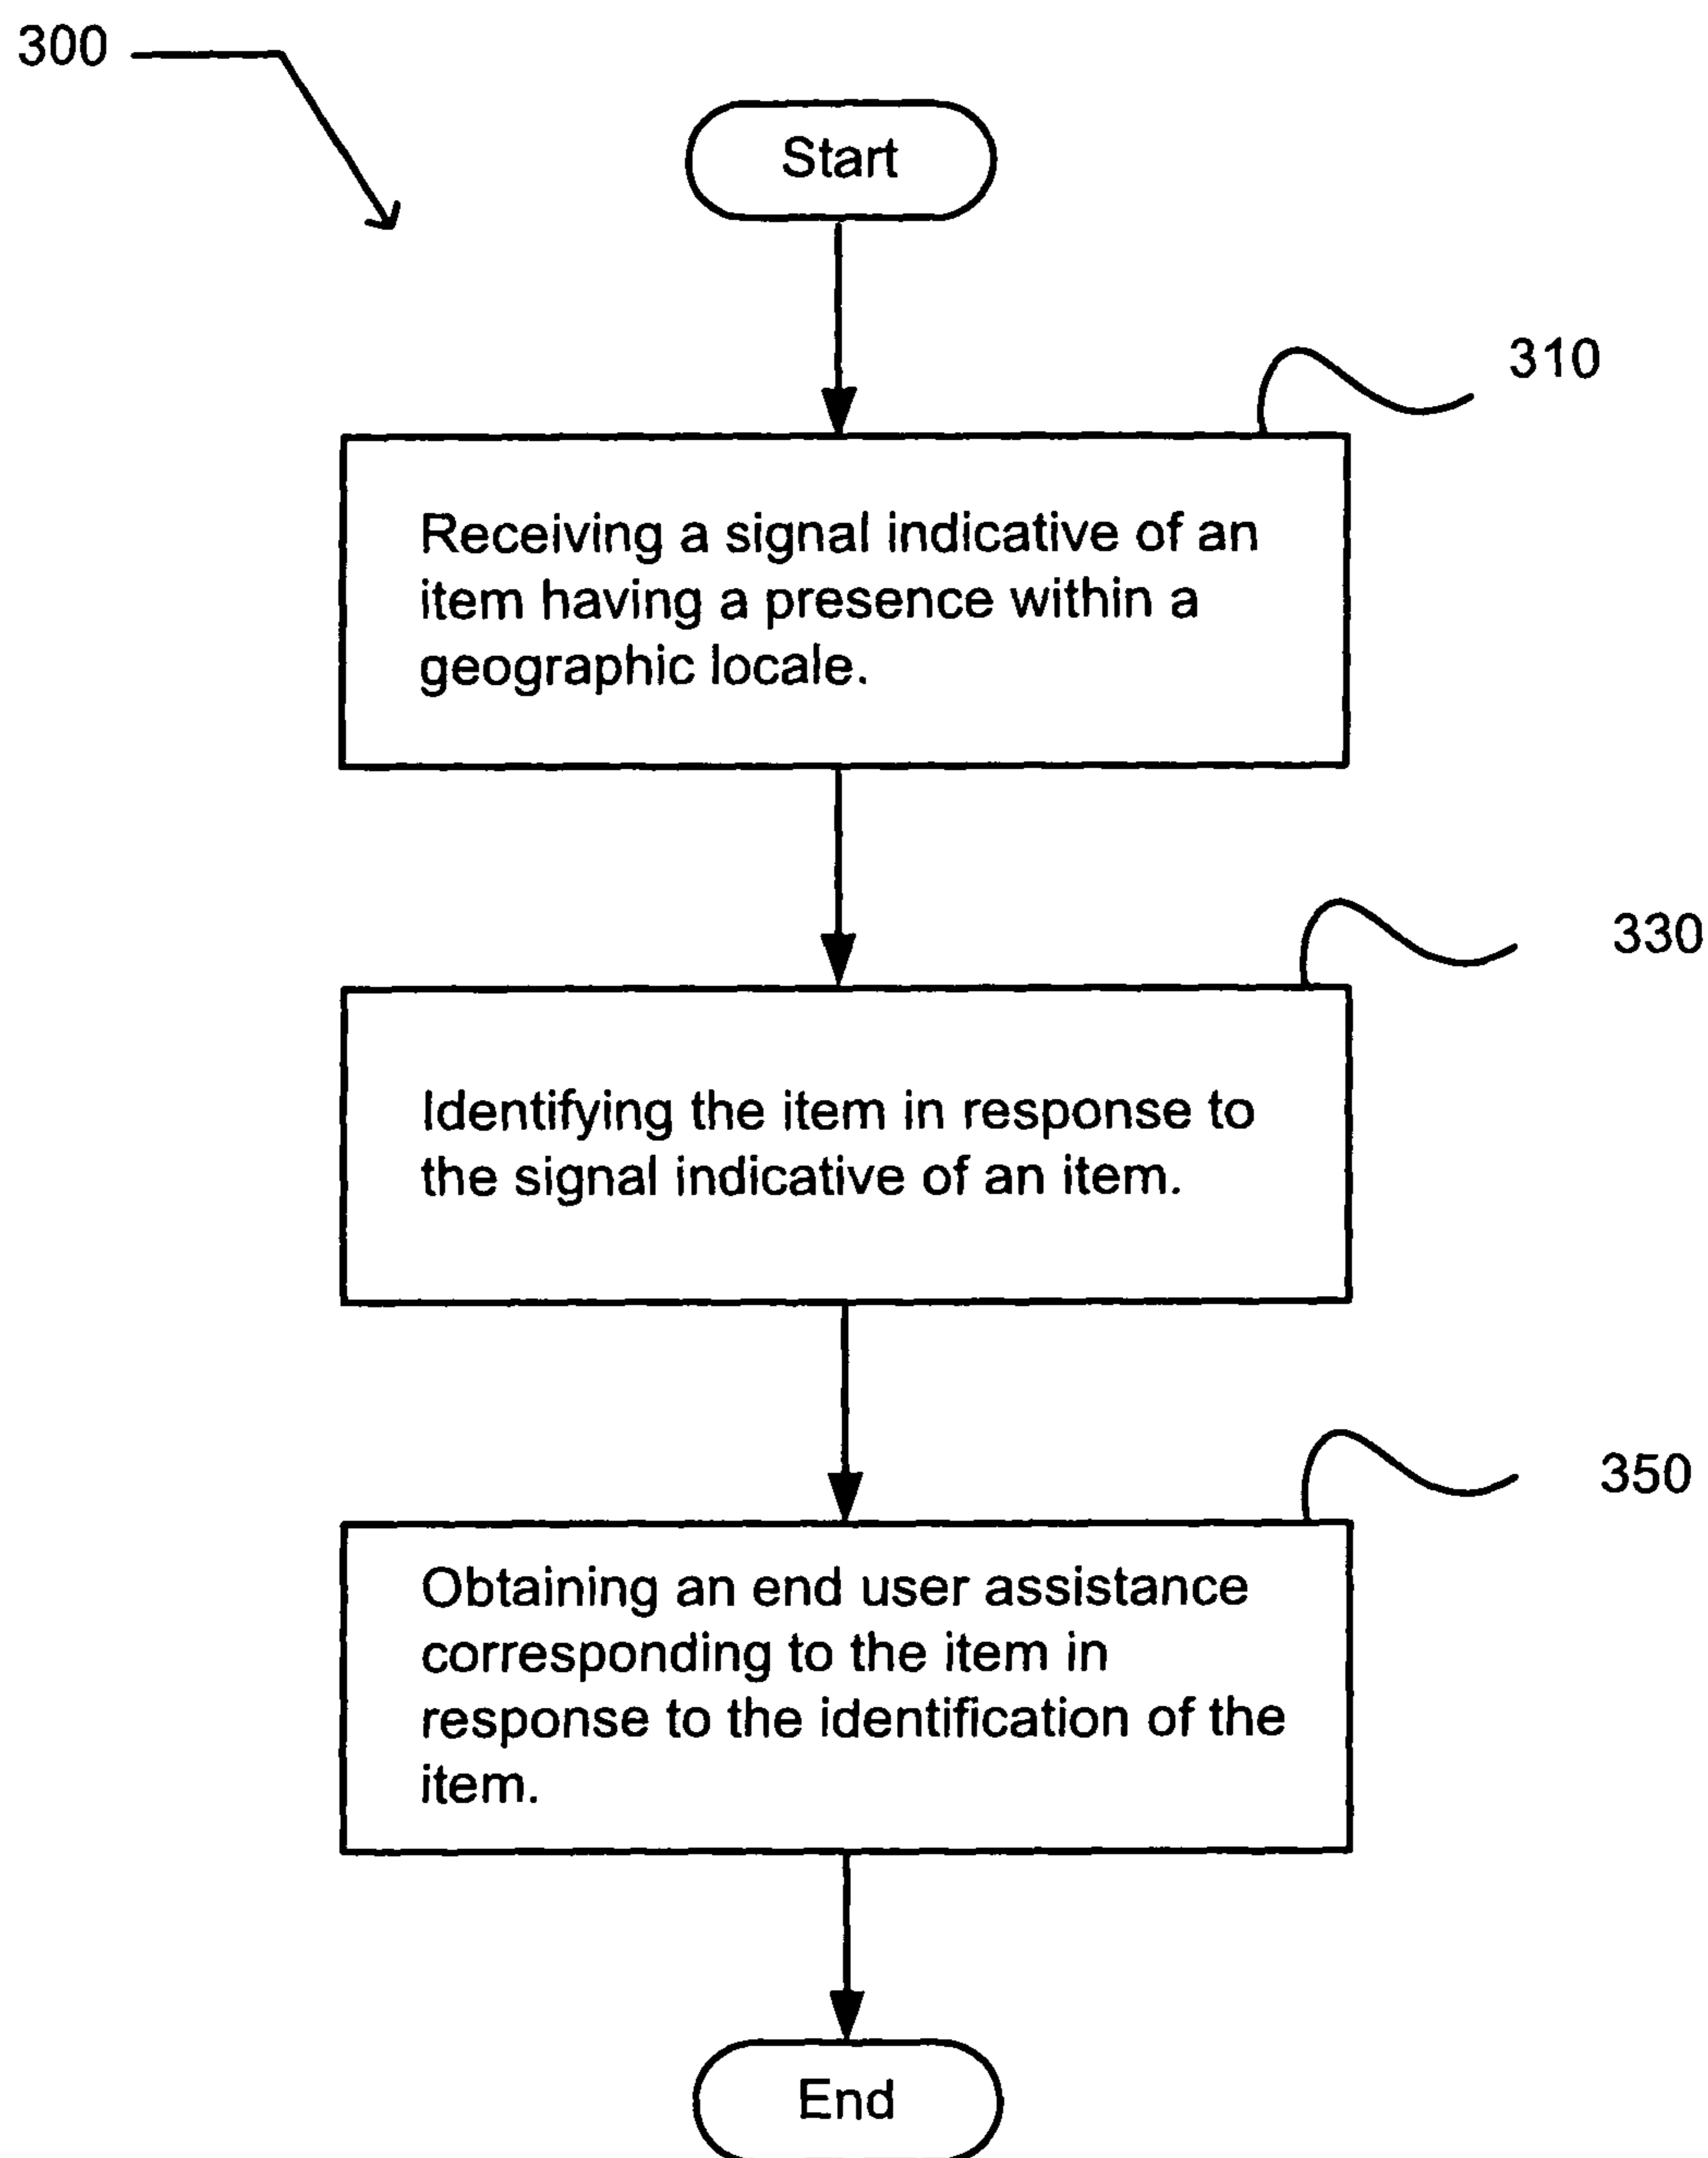 300
Start
310
Receiving a signal indicative of an
item having a presence within a
geographic locale.
330
Identifying the item in response to
the signal indicative of an item.
350
Obtaining an end user assistance
corresponding to the item in
response to the identification of the
item.
End